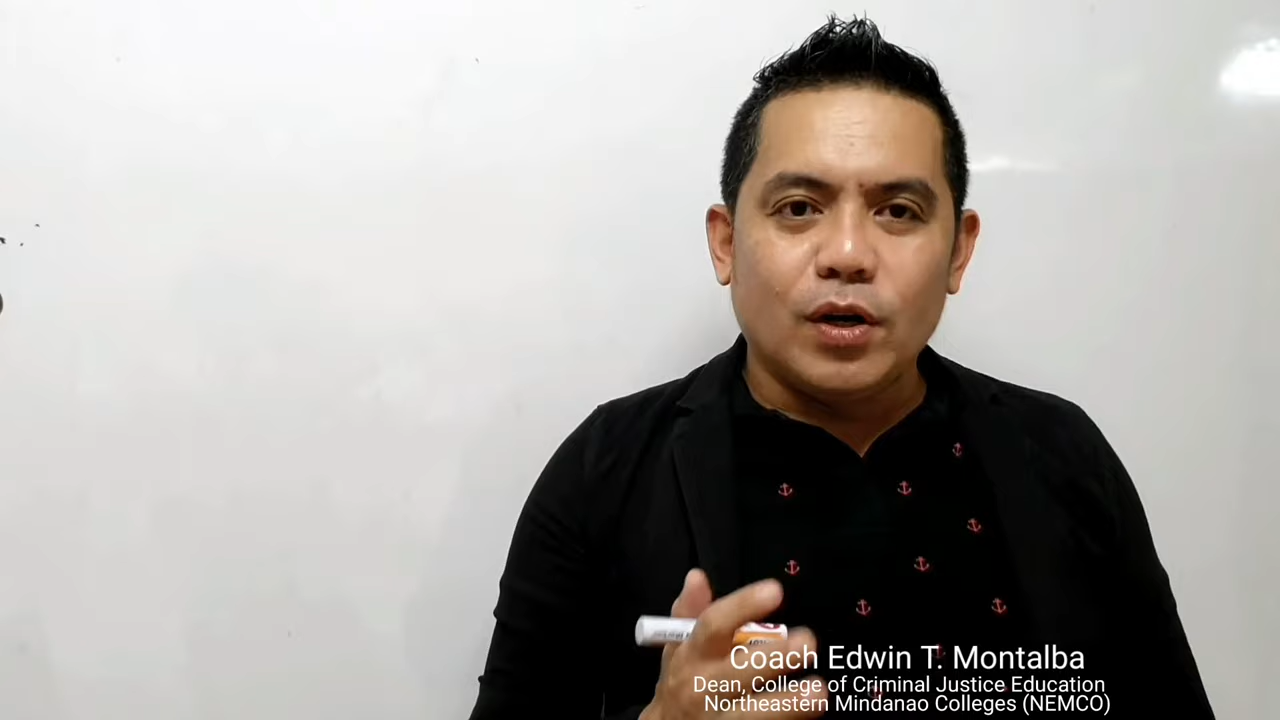 Coach Edwin T. Montalba
Dean, College of Criminal Justice Education
Northeastern Mindanao Colleges (NEMCO)